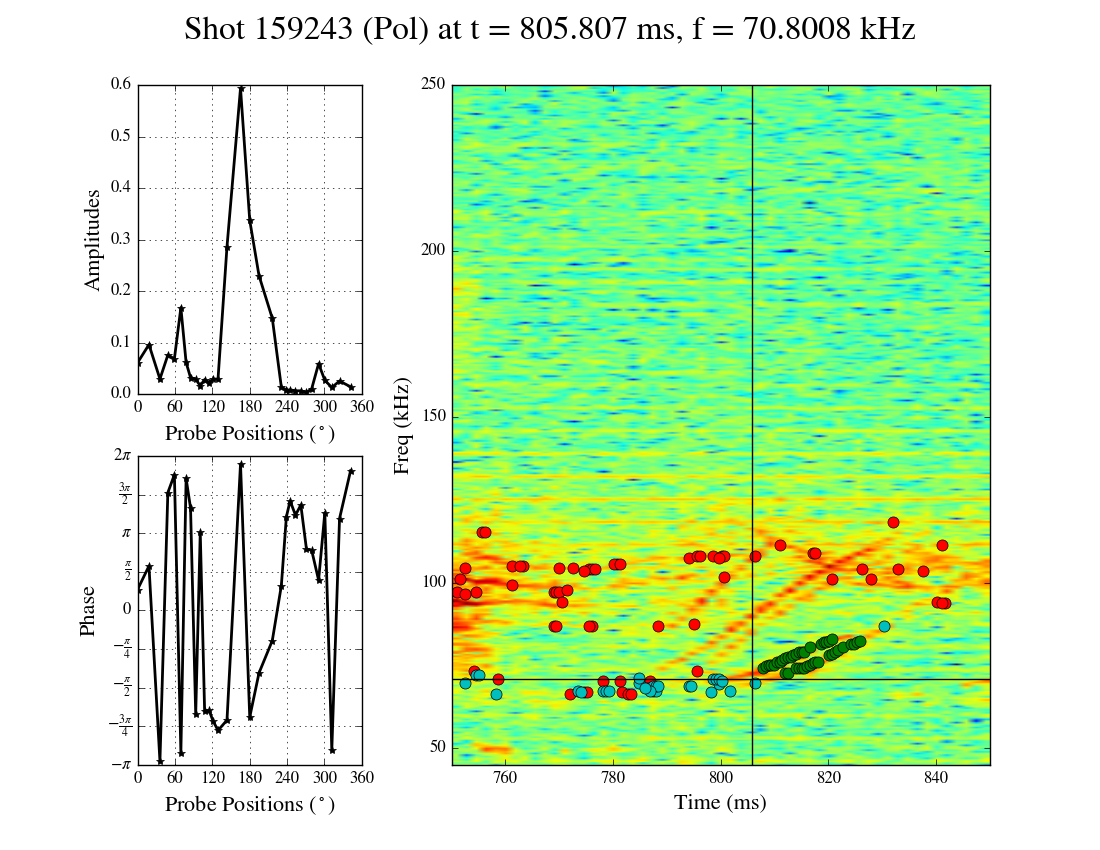 Shot 159243 (Pol) at t = 805.807 ms, f = 70.8008 kHz
Amplitudes
0.6
0.5
0.4
0.3
0.2
0.1
0.0
0 60 120 180 240 300 360
Probe Positions (°)
Phase
2π
3π/2
π
π/2
0
−π/4
−π/2
−3π/4
−π
0 60 120 180 240 300 360
Probe Positions (°)
Freq (kHz)
250
200
150
100
50
760 780 800 820 840
Time (ms)